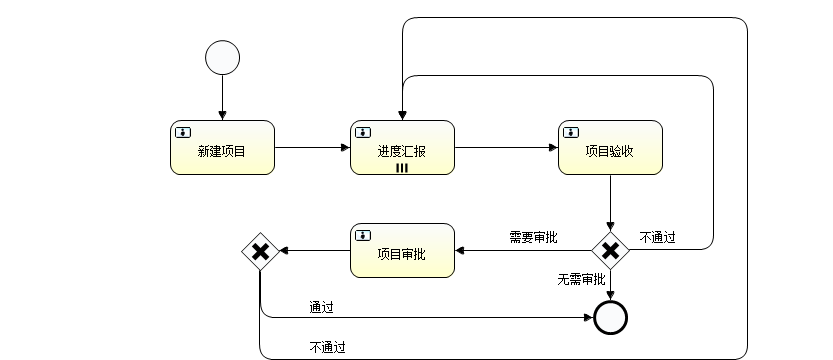 新建项目
进度汇报
项目验收
需要审批
不通过
项目审批
无需审批
通过
不通过